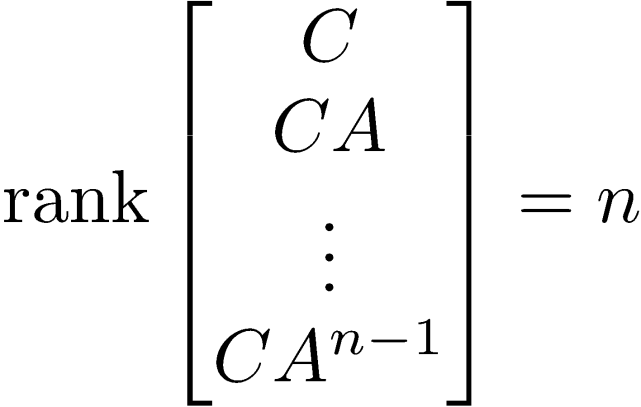 C
CA
rank ⋮ = n
CA^{n-1}